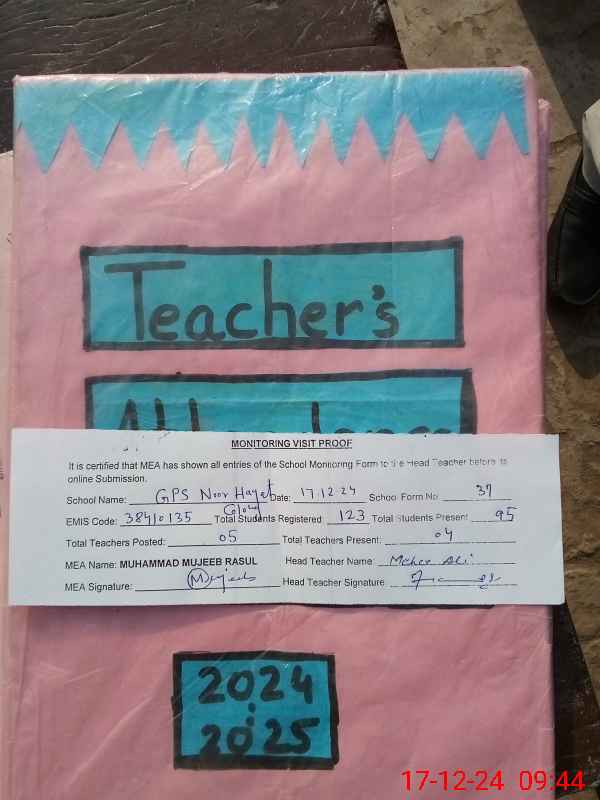 Teacher's
Attendance
MONITORING VISIT PROOF
It is certified that MEA has shown all entries of the School Monitoring Form to the Head Teacher before its
online Submission.
School Name: GPS Noor Hayat Date: 17.12.24 School Form No 37
EMIS Code: 38410135 Total Students Registered: 123 Total Students Present 95
Total Teachers Posted: 05 Total Teachers Present: 04
MEA Name: MUHAMMAD MUJEEB RASUL Head Teacher Name: Meher Ali
MEA Signature: Mujeeb Head Teacher Signature
2024
2025
17-12-24 09:44